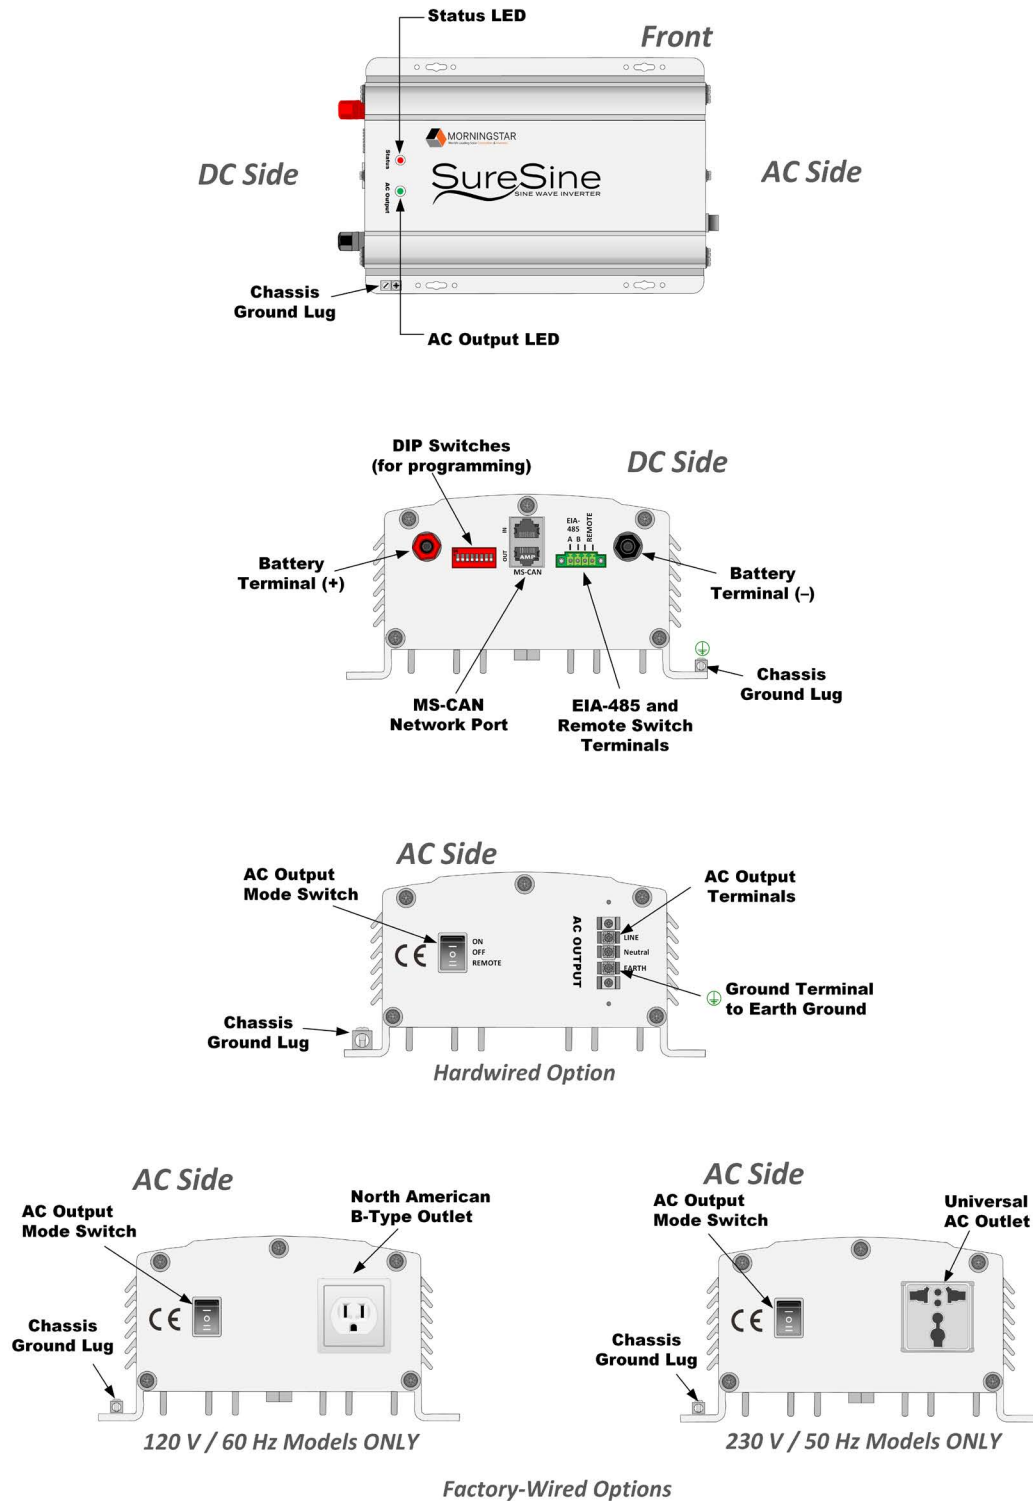 Status LED
Front
MORNINGSTAR
Status
DC Side
AC Side
SureSine
SINE WAVE INVERTER
AC Output
Chassis
Ground Lug
AC Output LED
DIP Switches
(for programming)
DC Side
EIA-
485
A B
REMOTE
IN
OUT
AMP
MS-CAN
Battery
Terminal (+)
Battery
Terminal (–)
Chassis
Ground Lug
MS-CAN
Network Port
EIA-485 and
Remote Switch
Terminals
AC Side
AC Output
Mode Switch
AC Output
Terminals
CE
ON
OFF
REMOTE
AC OUTPUT
LINE
Neutral
EARTH
Ground Terminal
to Earth Ground
Chassis
Ground Lug
Hardwired Option
AC Side
AC Output
Mode Switch
North American
B-Type Outlet
CE
Chassis
Ground Lug
120 V / 60 Hz Models ONLY
AC Side
AC Output
Mode Switch
Universal
AC Outlet
CE
Chassis
Ground Lug
230 V / 50 Hz Models ONLY
Factory-Wired Options